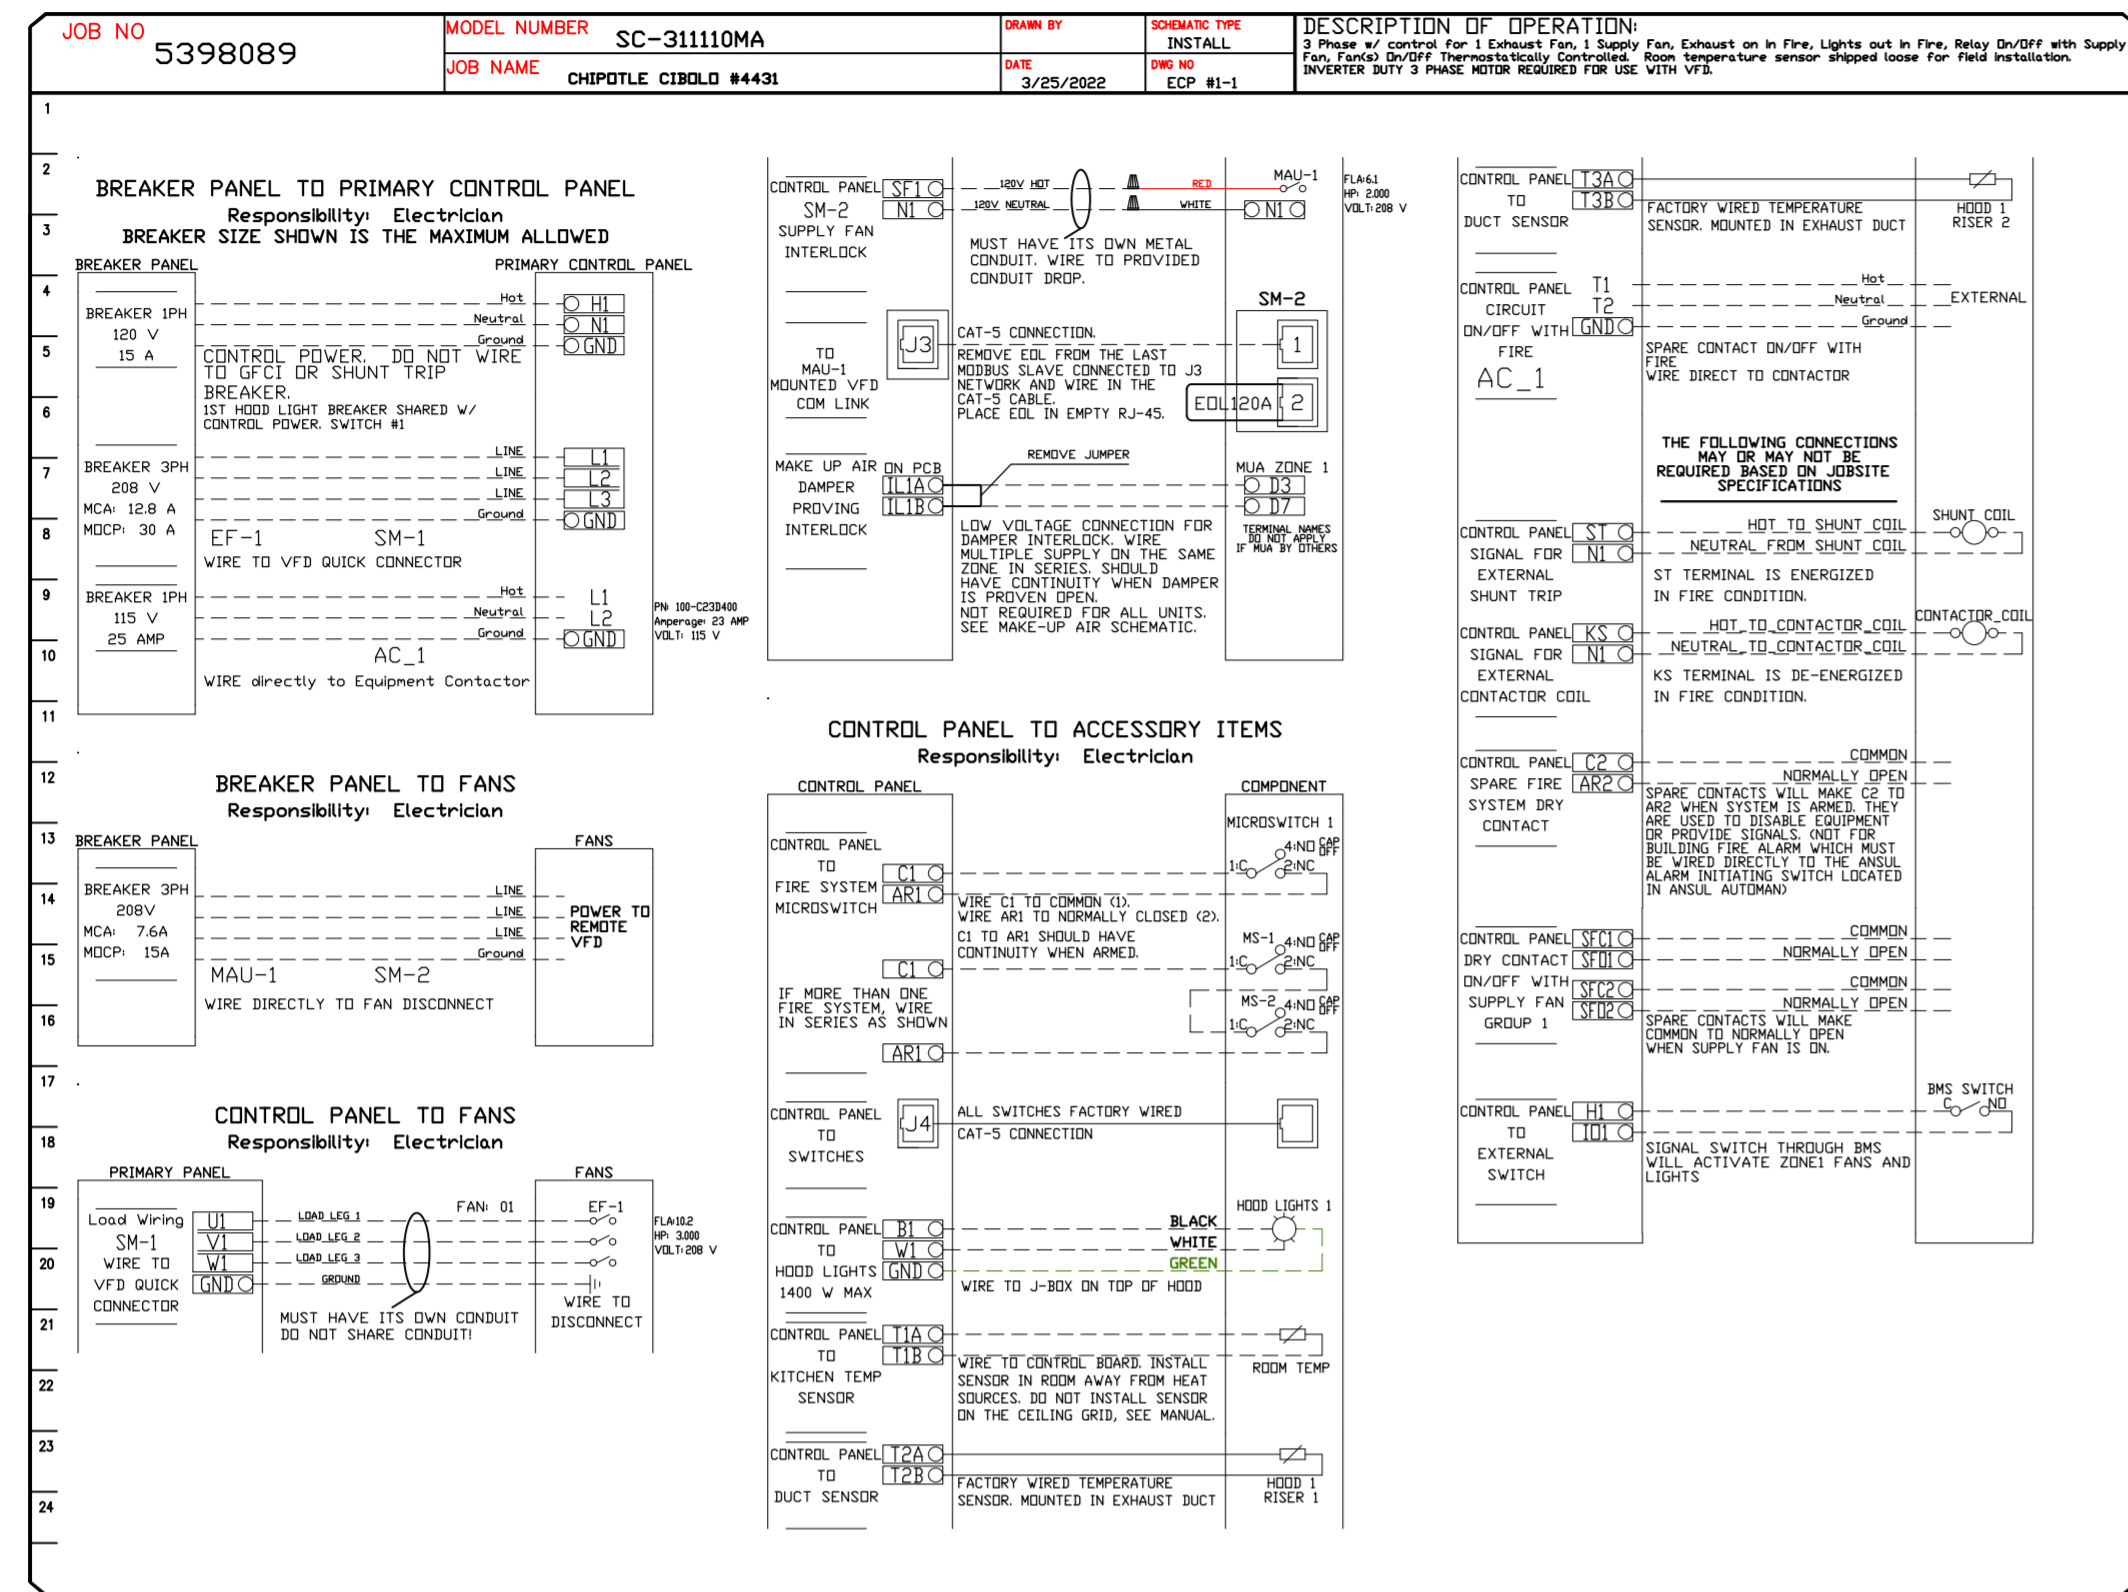 JOB NO
5398089
MODEL NUMBER
SC-311110MA
JOB NAME
CHIPOTLE CIBOLO #4431
DRAWN BY
DATE
3/25/2022
SCHEMATIC TYPE
INSTALL
DWG NO
ECP #1-1
DESCRIPTION OF OPERATION:
3 Phase w/ control for 1 Exhaust Fan, 1 Supply Fan, Exhaust on in Fire, Lights out in Fire, Relay On/Off with Supply
Fan, Fan(s) On/Off Thermostatically Controlled. Room temperature sensor shipped loose for field installation.
INVERTER DUTY 3 PHASE MOTOR REQUIRED FOR USE WITH VFD.
1
2
3
4
5
6
7
8
9
10
11
12
13
14
15
16
17
18
19
20
21
22
23
24
BREAKER PANEL TO PRIMARY CONTROL PANEL
Responsibility: Electrician
BREAKER SIZE SHOWN IS THE MAXIMUM ALLOWED
BREAKER PANEL
PRIMARY CONTROL PANEL
BREAKER 1PH
120 V
15 A
Hot
H1
Neutral
N1
Ground
GND
CONTROL POWER. DO NOT WIRE
TO GFCI OR SHUNT TRIP
BREAKER.
1ST HOOD LIGHT BREAKER SHARED W/
CONTROL POWER. SWITCH #1
BREAKER 3PH
208 V
MCA: 12.8 A
MOCP: 30 A
LINE
L1
LINE
L2
LINE
L3
Ground
GND
EF-1 SM-1
WIRE TO VFD QUICK CONNECTOR
BREAKER 1PH
115 V
25 AMP
Hot
L1
Neutral
L2
Ground
GND
PN: 100-C23D400
Amperage: 23 AMP
VOLT: 115 V
AC_1
WIRE directly to Equipment Contactor
BREAKER PANEL TO FANS
Responsibility: Electrician
BREAKER PANEL
FANS
BREAKER 3PH
208V
MCA: 7.6A
MOCP: 15A
LINE
LINE
LINE
Ground
POWER TO
REMOTE
VFD
MAU-1 SM-2
WIRE DIRECTLY TO FAN DISCONNECT
CONTROL PANEL TO FANS
Responsibility: Electrician
PRIMARY PANEL
FANS
Load Wiring
SM-1
WIRE TO
VFD QUICK
CONNECTOR
U1
V1
W1
GND
LOAD LEG 1
LOAD LEG 2
LOAD LEG 3
GROUND
FAN: 01
EF-1
FLA:10.2
HP: 3.000
VOLT: 208 V
WIRE TO
DISCONNECT
MUST HAVE ITS OWN CONDUIT
DO NOT SHARE CONDUIT!
CONTROL PANEL
SM-2
SUPPLY FAN
INTERLOCK
SF1
N1
120V HOT
120V NEUTRAL
RED
WHITE
MAU-1
N1
FLA:6.1
HP: 2.000
VOLT: 208 V
MUST HAVE ITS OWN METAL
CONDUIT. WIRE TO PROVIDED
CONDUIT DROP.
TO
MAU-1
MOUNTED VFD
COM LINK
J3
CAT-5 CONNECTION.
REMOVE EOL FROM THE LAST
MODBUS SLAVE CONNECTED TO J3
NETWORK AND WIRE IN THE
CAT-5 CABLE.
PLACE EOL IN EMPTY RJ-45.
SM-2
1
EOL120A
2
MAKE UP AIR
DAMPER
PROVING
INTERLOCK
ON PCB
IL1A
IL1B
REMOVE JUMPER
MUA ZONE 1
D3
D7
TERMINAL NAMES
DO NOT APPLY
IF MUA BY OTHERS
LOW VOLTAGE CONNECTION FOR
DAMPER INTERLOCK. WIRE
MULTIPLE SUPPLY ON THE SAME
ZONE IN SERIES. SHOULD
HAVE CONTINUITY WHEN DAMPER
IS PROVEN OPEN.
NOT REQUIRED FOR ALL UNITS.
SEE MAKE-UP AIR SCHEMATIC.
CONTROL PANEL TO ACCESSORY ITEMS
Responsibility: Electrician
CONTROL PANEL
COMPONENT
CONTROL PANEL
TO
FIRE SYSTEM
MICROSWITCH
C1
AR1
MICROSWITCH 1
4:NO CAP OFF
1:C 2:NC
WIRE C1 TO COMMON (1).
WIRE AR1 TO NORMALLY CLOSED (2).
C1 TO AR1 SHOULD HAVE
CONTINUITY WHEN ARMED.
C1
MS-1
4:NO CAP OFF
1:C 2:NC
IF MORE THAN ONE
FIRE SYSTEM, WIRE
IN SERIES AS SHOWN
MS-2
4:NO CAP OFF
1:C 2:NC
AR1
CONTROL PANEL
TO
SWITCHES
J4
ALL SWITCHES FACTORY WIRED
CAT-5 CONNECTION
CONTROL PANEL
TO
HOOD LIGHTS
1400 W MAX
B1
W1
GND
BLACK
WHITE
GREEN
HOOD LIGHTS 1
WIRE TO J-BOX ON TOP OF HOOD
CONTROL PANEL
TO
KITCHEN TEMP
SENSOR
T1A
T1B
WIRE TO CONTROL BOARD. INSTALL
SENSOR IN ROOM AWAY FROM HEAT
SOURCES. DO NOT INSTALL SENSOR
ON THE CEILING GRID, SEE MANUAL.
ROOM TEMP
CONTROL PANEL
TO
DUCT SENSOR
T2A
T2B
FACTORY WIRED TEMPERATURE
SENSOR. MOUNTED IN EXHAUST DUCT
HOOD 1
RISER 1
CONTROL PANEL
TO
DUCT SENSOR
T3A
T3B
FACTORY WIRED TEMPERATURE
SENSOR. MOUNTED IN EXHAUST DUCT
HOOD 1
RISER 2
CONTROL PANEL
CIRCUIT
ON/OFF WITH
FIRE
AC_1
T1
T2
GND
Hot
Neutral
Ground
EXTERNAL
SPARE CONTACT ON/OFF WITH
FIRE
WIRE DIRECT TO CONTACTOR
THE FOLLOWING CONNECTIONS
MAY OR MAY NOT BE
REQUIRED BASED ON JOBSITE
SPECIFICATIONS
CONTROL PANEL
SIGNAL FOR
EXTERNAL
SHUNT TRIP
ST
N1
HOT TO SHUNT COIL
NEUTRAL FROM SHUNT COIL
SHUNT COIL
ST TERMINAL IS ENERGIZED
IN FIRE CONDITION.
CONTROL PANEL
SIGNAL FOR
EXTERNAL
CONTACTOR COIL
KS
N1
HOT TO CONTACTOR COIL
NEUTRAL TO CONTACTOR COIL
CONTACTOR COIL
KS TERMINAL IS DE-ENERGIZED
IN FIRE CONDITION.
CONTROL PANEL
SPARE FIRE
SYSTEM DRY
CONTACT
C2
AR2
COMMON
NORMALLY OPEN
SPARE CONTACTS WILL MAKE C2 TO
AR2 WHEN SYSTEM IS ARMED. THEY
ARE USED TO DISABLE EQUIPMENT
OR PROVIDE SIGNALS. (NOT FOR
BUILDING FIRE ALARM WHICH MUST
BE WIRED DIRECTLY TO THE ANSUL
ALARM INITIATING SWITCH LOCATED
IN ANSUL AUTOMAN)
CONTROL PANEL
DRY CONTACT
ON/OFF WITH
SUPPLY FAN
GROUP 1
SFC1
SFO1
SFC2
SFO2
COMMON
NORMALLY OPEN
COMMON
NORMALLY OPEN
SPARE CONTACTS WILL MAKE
COMMON TO NORMALLY OPEN
WHEN SUPPLY FAN IS ON.
CONTROL PANEL
TO
EXTERNAL
SWITCH
H1
IO1
BMS SWITCH
C NO
SIGNAL SWITCH THROUGH BMS
WILL ACTIVATE ZONE1 FANS AND
LIGHTS